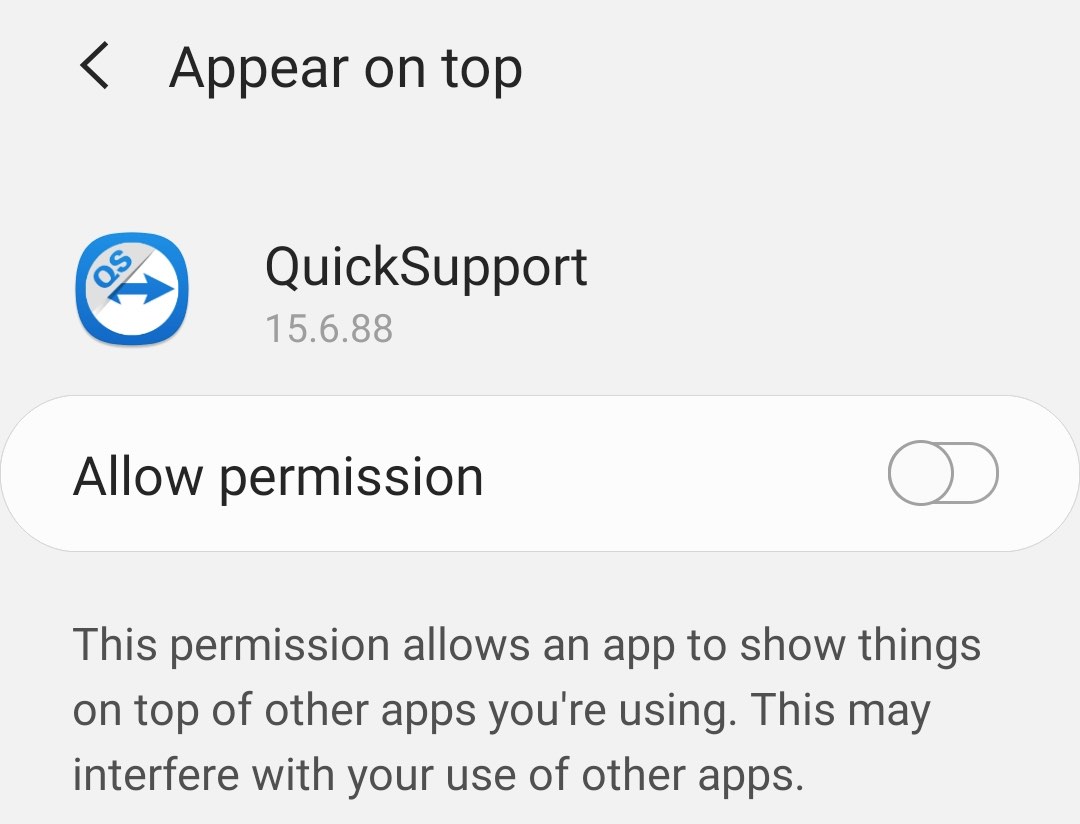 Appear on top
QS
QuickSupport
15.6.88
Allow permission
This permission allows an app to show things
on top of other apps you're using. This may
interfere with your use of other apps.